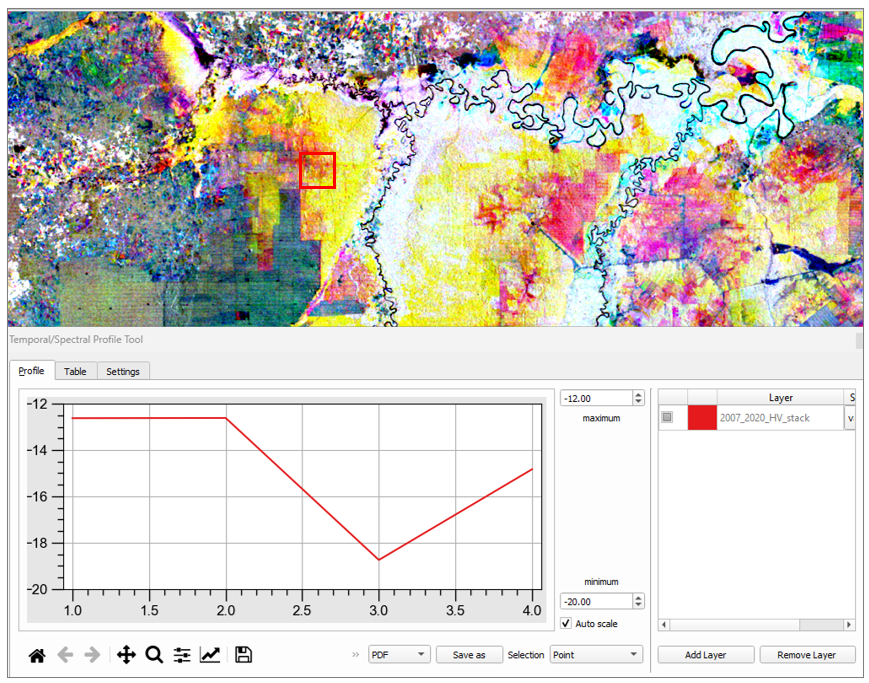 Temporal/Spectral Profile Tool
Profile
Table
Settings
-12
-14
-16
-18
-20
1.0 1.5 2.0 2.5 3.0 3.5 4.0
-12.00
maximum
minimum
-20.00
Auto scale
Layer
S
2007_2020_HV_stack
v
»
PDF
Save as
Selection
Point
Add Layer
Remove Layer